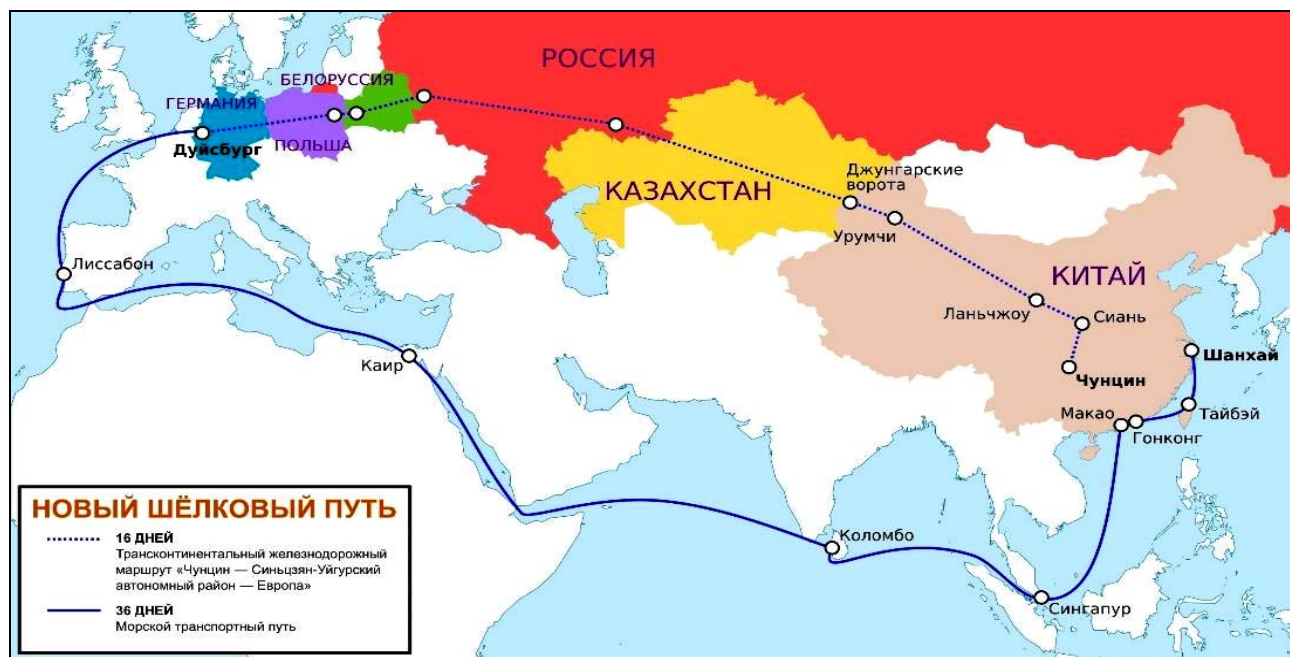 РОССИЯ
БЕЛОРУССИЯ
ГЕРМАНИЯ
ПОЛЬША
Дуйсбург
Джунгарские
ворота
КАЗАХСТАН
Урумчи
Лиссабон
КИТАЙ
Ланьчжоу
Сиань
Каир
Шанхай
Чунцин
Макао
Тайбэй
Гонконг
НОВЫЙ ШЁЛКОВЫЙ ПУТЬ
16 ДНЕЙ
Трансконтинентальный железнодорожный
маршрут «Чунцин — Синьцзян-Уйгурский
автономный район — Европа»
36 ДНЕЙ
Морской транспортный путь
Коломбо
Сингапур